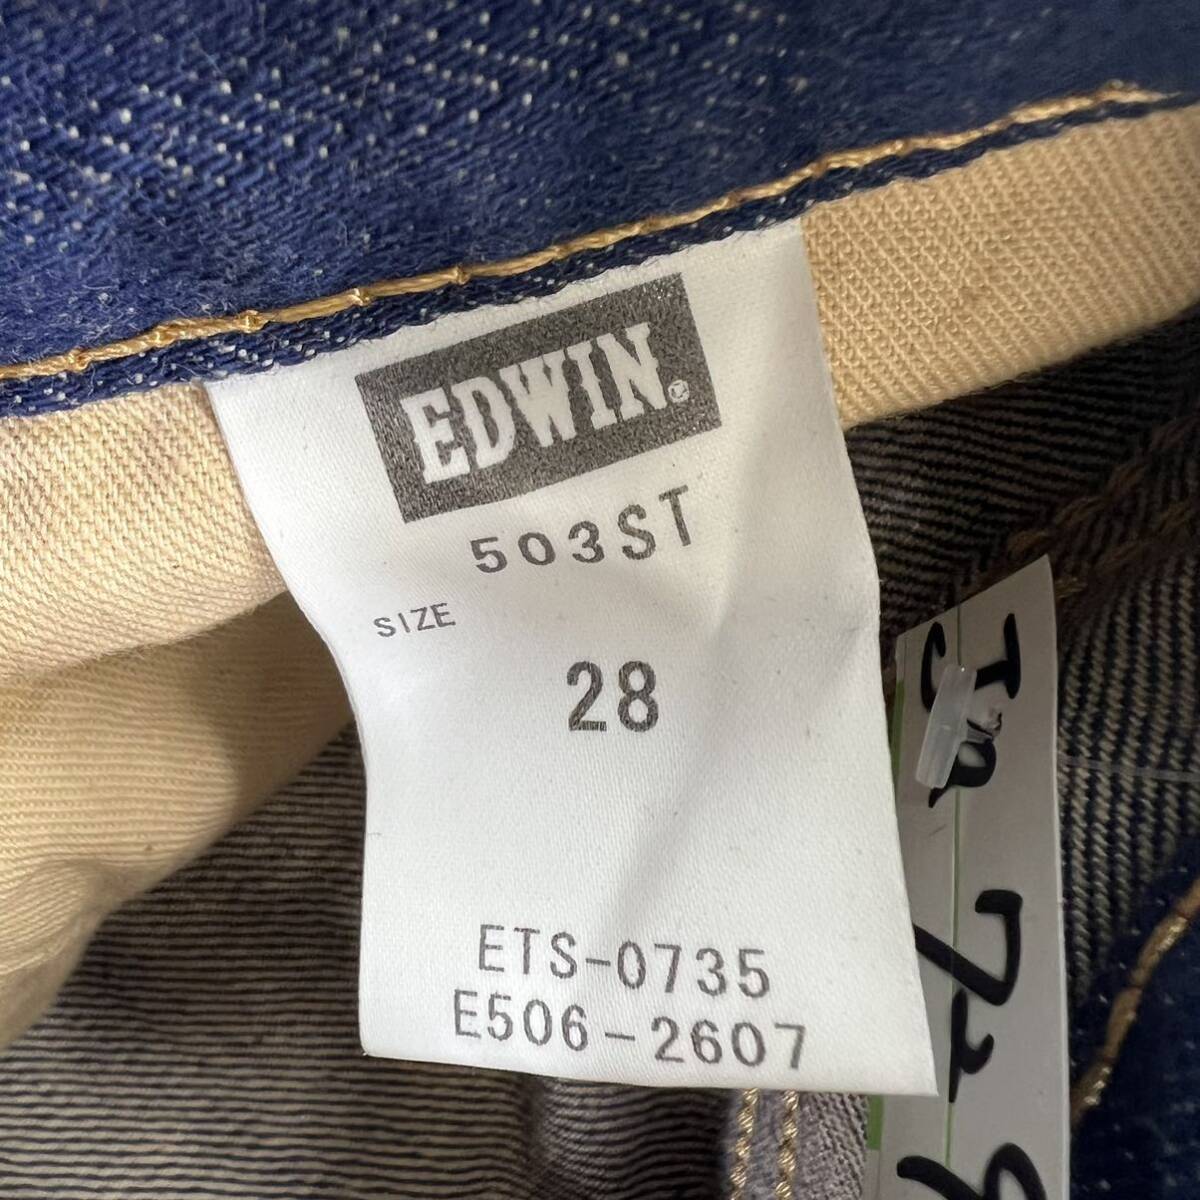 EDWIN®
503ST
SIZE
28
ETS-0735
E506-2607